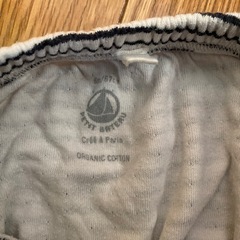 PETIT BATEAU
Créé à Paris
ORGANIC COTTON